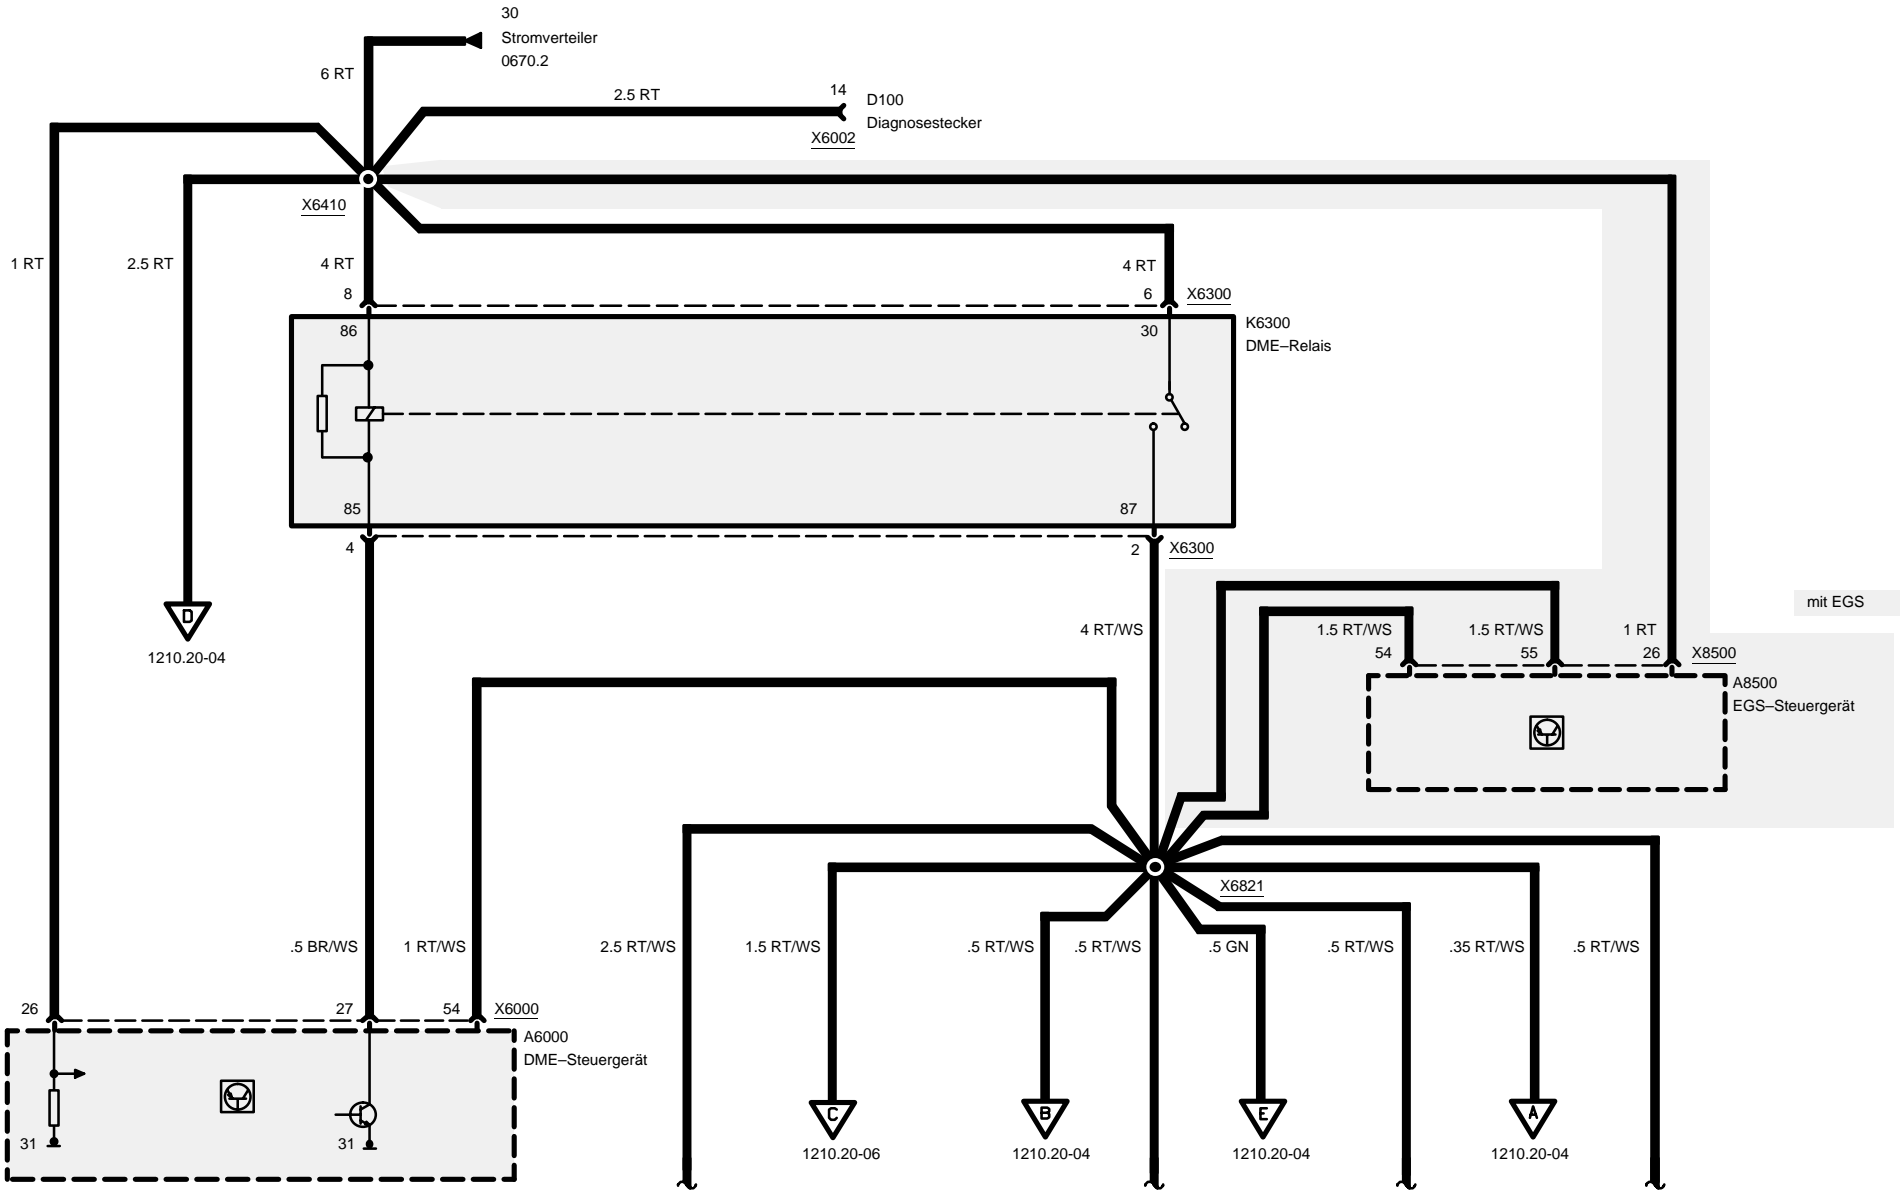 30
Stromverteiler
0670.2
6 RT
2.5 RT
14
D100
Diagnosestecker
X6002
X6410
1 RT
2.5 RT
4 RT
4 RT
8
6
X6300
86
30
K6300
DME–Relais
85
87
4
2
X6300
D
1210.20-04
mit EGS
4 RT/WS
1.5 RT/WS
1.5 RT/WS
1 RT
54
55
26
X8500
A8500
EGS–Steuergerät
X6821
.5 BR/WS
1 RT/WS
2.5 RT/WS
1.5 RT/WS
.5 RT/WS
.5 RT/WS
.5 GN
.5 RT/WS
.35 RT/WS
.5 RT/WS
26
27
54
X6000
A6000
DME–Steuergerät
31
31
C
B
E
A
1210.20-06
1210.20-04
1210.20-04
1210.20-04